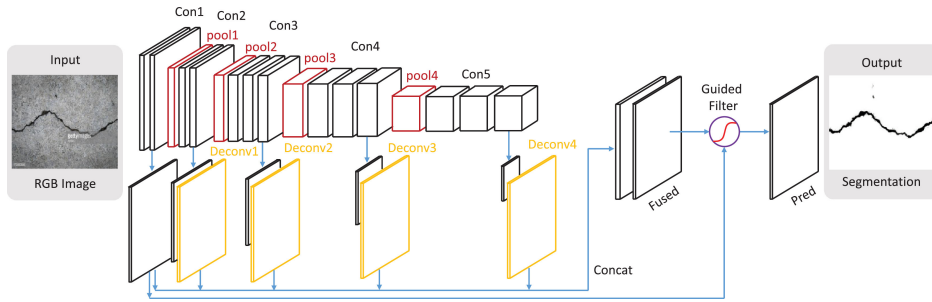 Input
RGB Image
Con1
pool1
Con2
pool2
Con3
pool3
Con4
pool4
Con5
Deconv1
Deconv2
Deconv3
Deconv4
Concat
Fused
Guided
Filter
Pred
Output
Segmentation